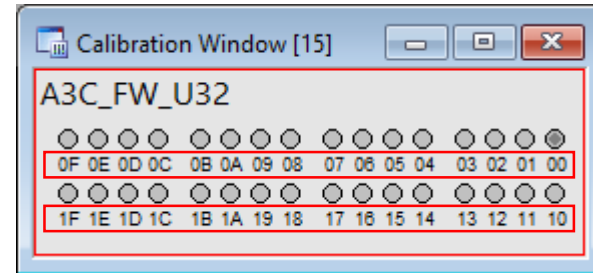 Calibration Window [15]
A3C_FW_U32
0F 0E 0D 0C 0B 0A 09 08 07 06 05 04 03 02 01 00
1F 1E 1D 1C 1B 1A 19 18 17 16 15 14 13 12 11 10